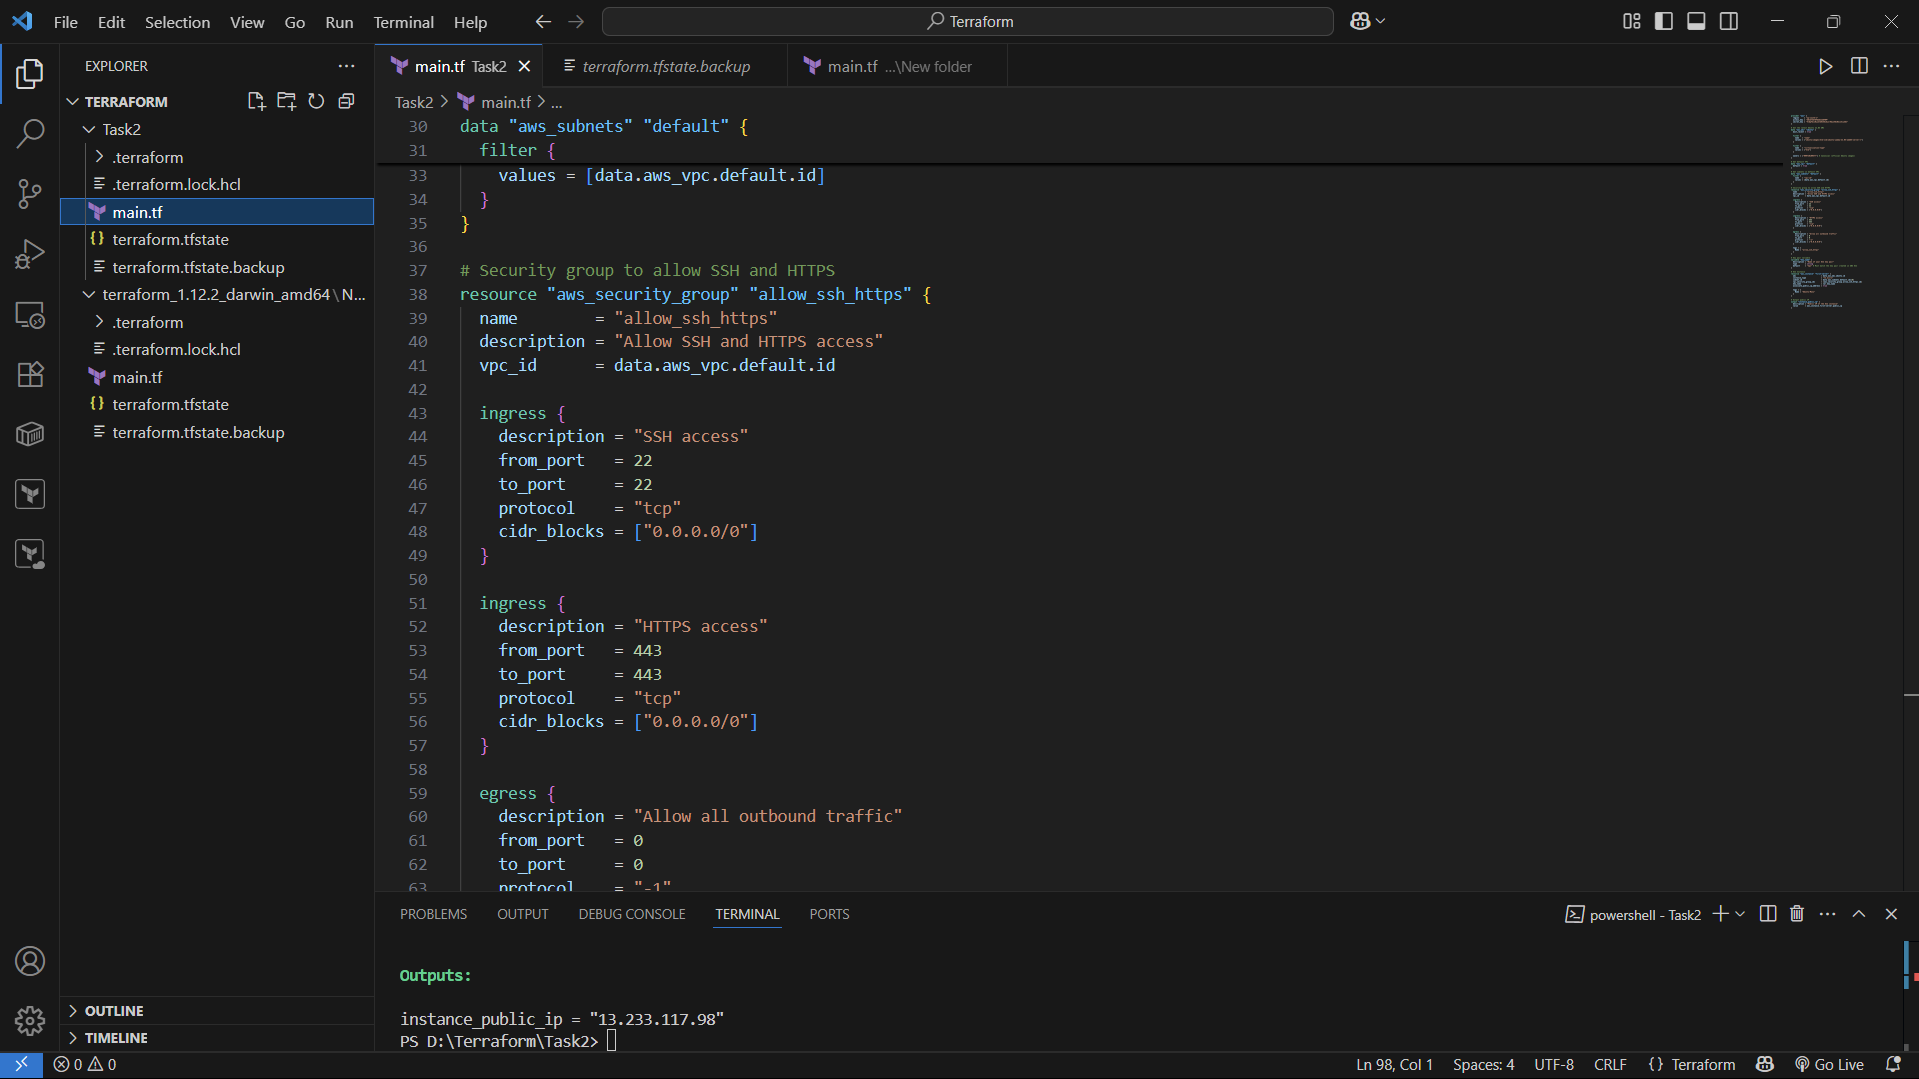 File Edit Selection View Go Run Terminal Help
Terraform
EXPLORER
TERRAFORM
Task2
.terraform
.terraform.lock.hcl
main.tf
terraform.tfstate
terraform.tfstate.backup
terraform_1.12.2_darwin_amd64\N...
.terraform
.terraform.lock.hcl
main.tf
terraform.tfstate
terraform.tfstate.backup
OUTLINE
TIMELINE
main.tf Task2
terraform.tfstate.backup
main.tf ...\New folder
Task2 > main.tf > ...
30 data "aws_subnets" "default" {
31 filter {
33 values = [data.aws_vpc.default.id]
34 }
35 }
36
37 # Security group to allow SSH and HTTPS
38 resource "aws_security_group" "allow_ssh_https" {
39 name = "allow_ssh_https"
40 description = "Allow SSH and HTTPS access"
41 vpc_id = data.aws_vpc.default.id
42
43 ingress {
44 description = "SSH access"
45 from_port = 22
46 to_port = 22
47 protocol = "tcp"
48 cidr_blocks = ["0.0.0.0/0"]
49 }
50
51 ingress {
52 description = "HTTPS access"
53 from_port = 443
54 to_port = 443
55 protocol = "tcp"
56 cidr_blocks = ["0.0.0.0/0"]
57 }
58
59 egress {
60 description = "Allow all outbound traffic"
61 from_port = 0
62 to_port = 0
63 protocol = "-1"
PROBLEMS OUTPUT DEBUG CONSOLE TERMINAL PORTS
powershell - Task2
Outputs:
instance_public_ip = "13.233.117.98"
PS D:\Terraform\Task2>
0 0
Ln 98, Col 1 Spaces: 4 UTF-8 CRLF {} Terraform Go Live